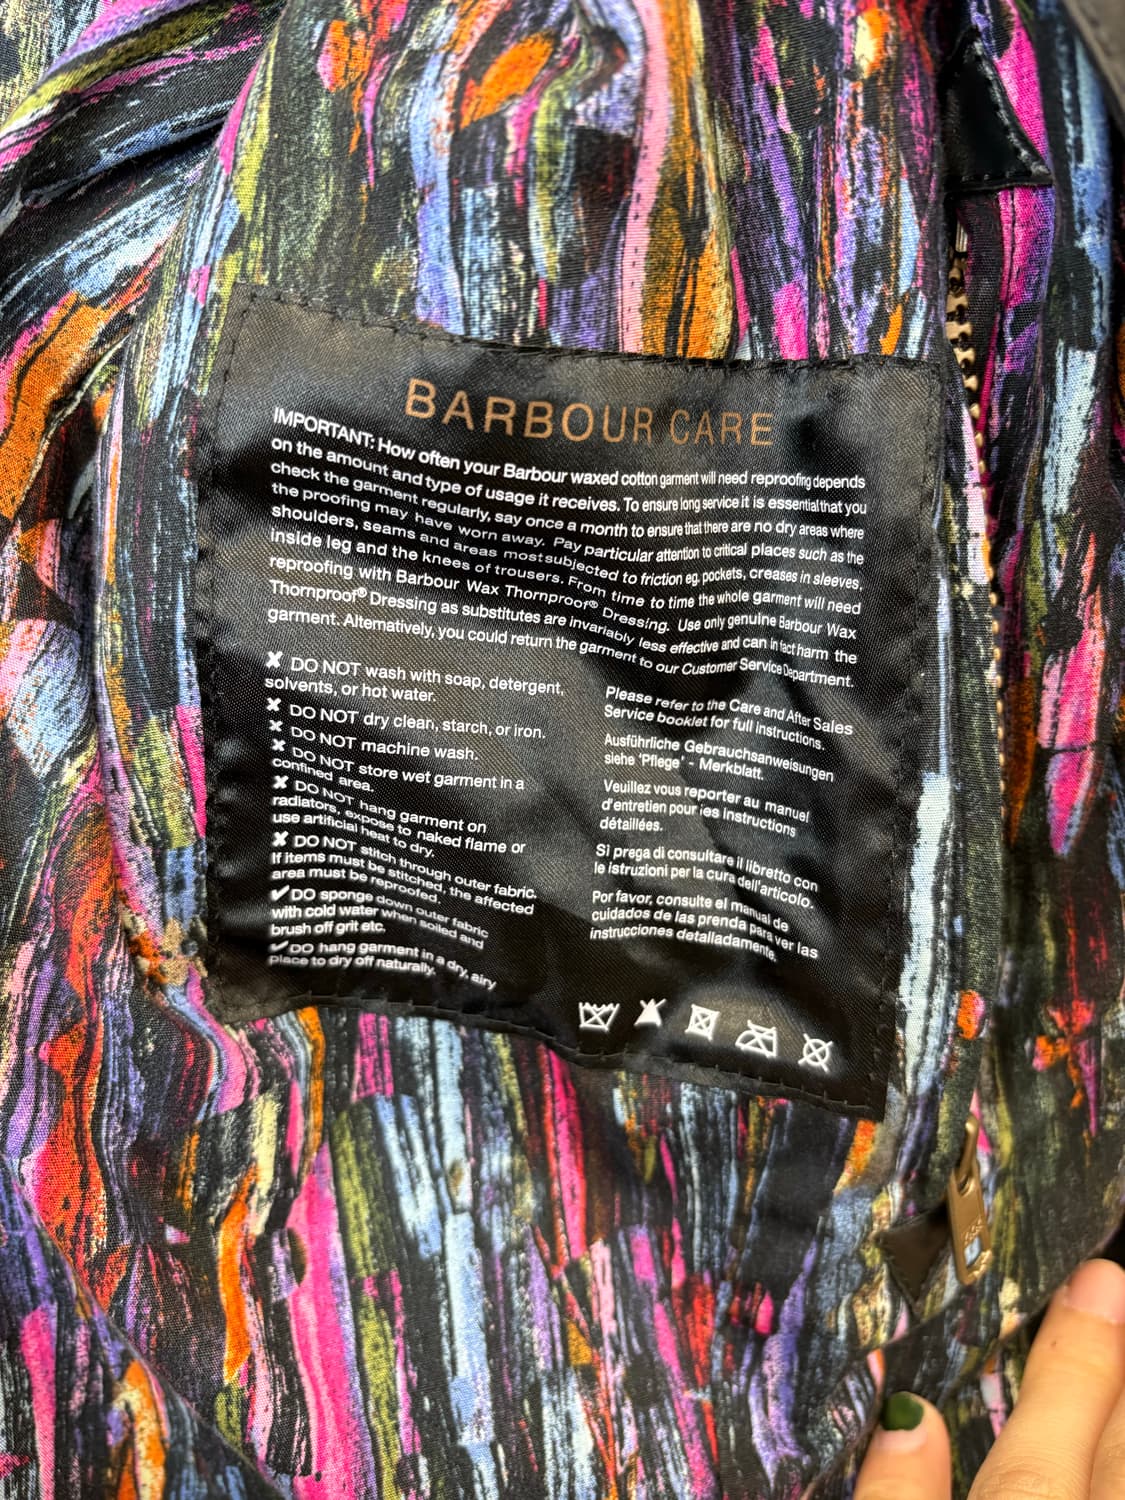 BARBOUR CARE
IMPORTANT: How often your Barbour waxed cotton garment will need reproofing depends
on the amount and type of usage it receives. To ensure long service it is essential that you
check the garment regularly, say once a month to ensure that there are no dry areas where
the proofing may have worn away. Pay particular attention to critical places such as the
shoulders, seams and areas most subjected to friction eg. pockets, creases in sleeves,
inside leg and the knees of trousers. From time to time the whole garment will need
reproofing with Barbour Wax Thornproof® Dressing. Use only genuine Barbour Wax
Thornproof® Dressing as substitutes are invariably less effective and can in fact harm the
garment. Alternatively, you could return the garment to our Customer Service Department.
✘ DO NOT wash with soap, detergent,
solvents, or hot water.
✘ DO NOT dry clean, starch, or iron.
✘ DO NOT machine wash.
✘ DO NOT store wet garment in a
confined area.
✘ DO NOT hang garment on
radiators, expose to naked flame or
use artificial heat to dry.
✘ DO NOT stitch through outer fabric.
If items must be stitched, the affected
area must be reproofed.
✔ DO sponge down outer fabric
with cold water when soiled and
brush off grit etc.
✔ DO hang garment in a dry, airy
place to dry off naturally.
Please refer to the Care and After Sales
Service booklet for full instructions.
Ausführliche Gebrauchsanweisungen
siehe 'Pflege' - Merkblatt.
Veuillez vous reporter au manuel
d'entretien pour les instructions
détaillées.
Si prega di consultare il libretto con
le istruzioni per la cura dell'articolo.
Por favor, consulte el manual de
cuidados de las prenda para ver las
instrucciones detalladamente.